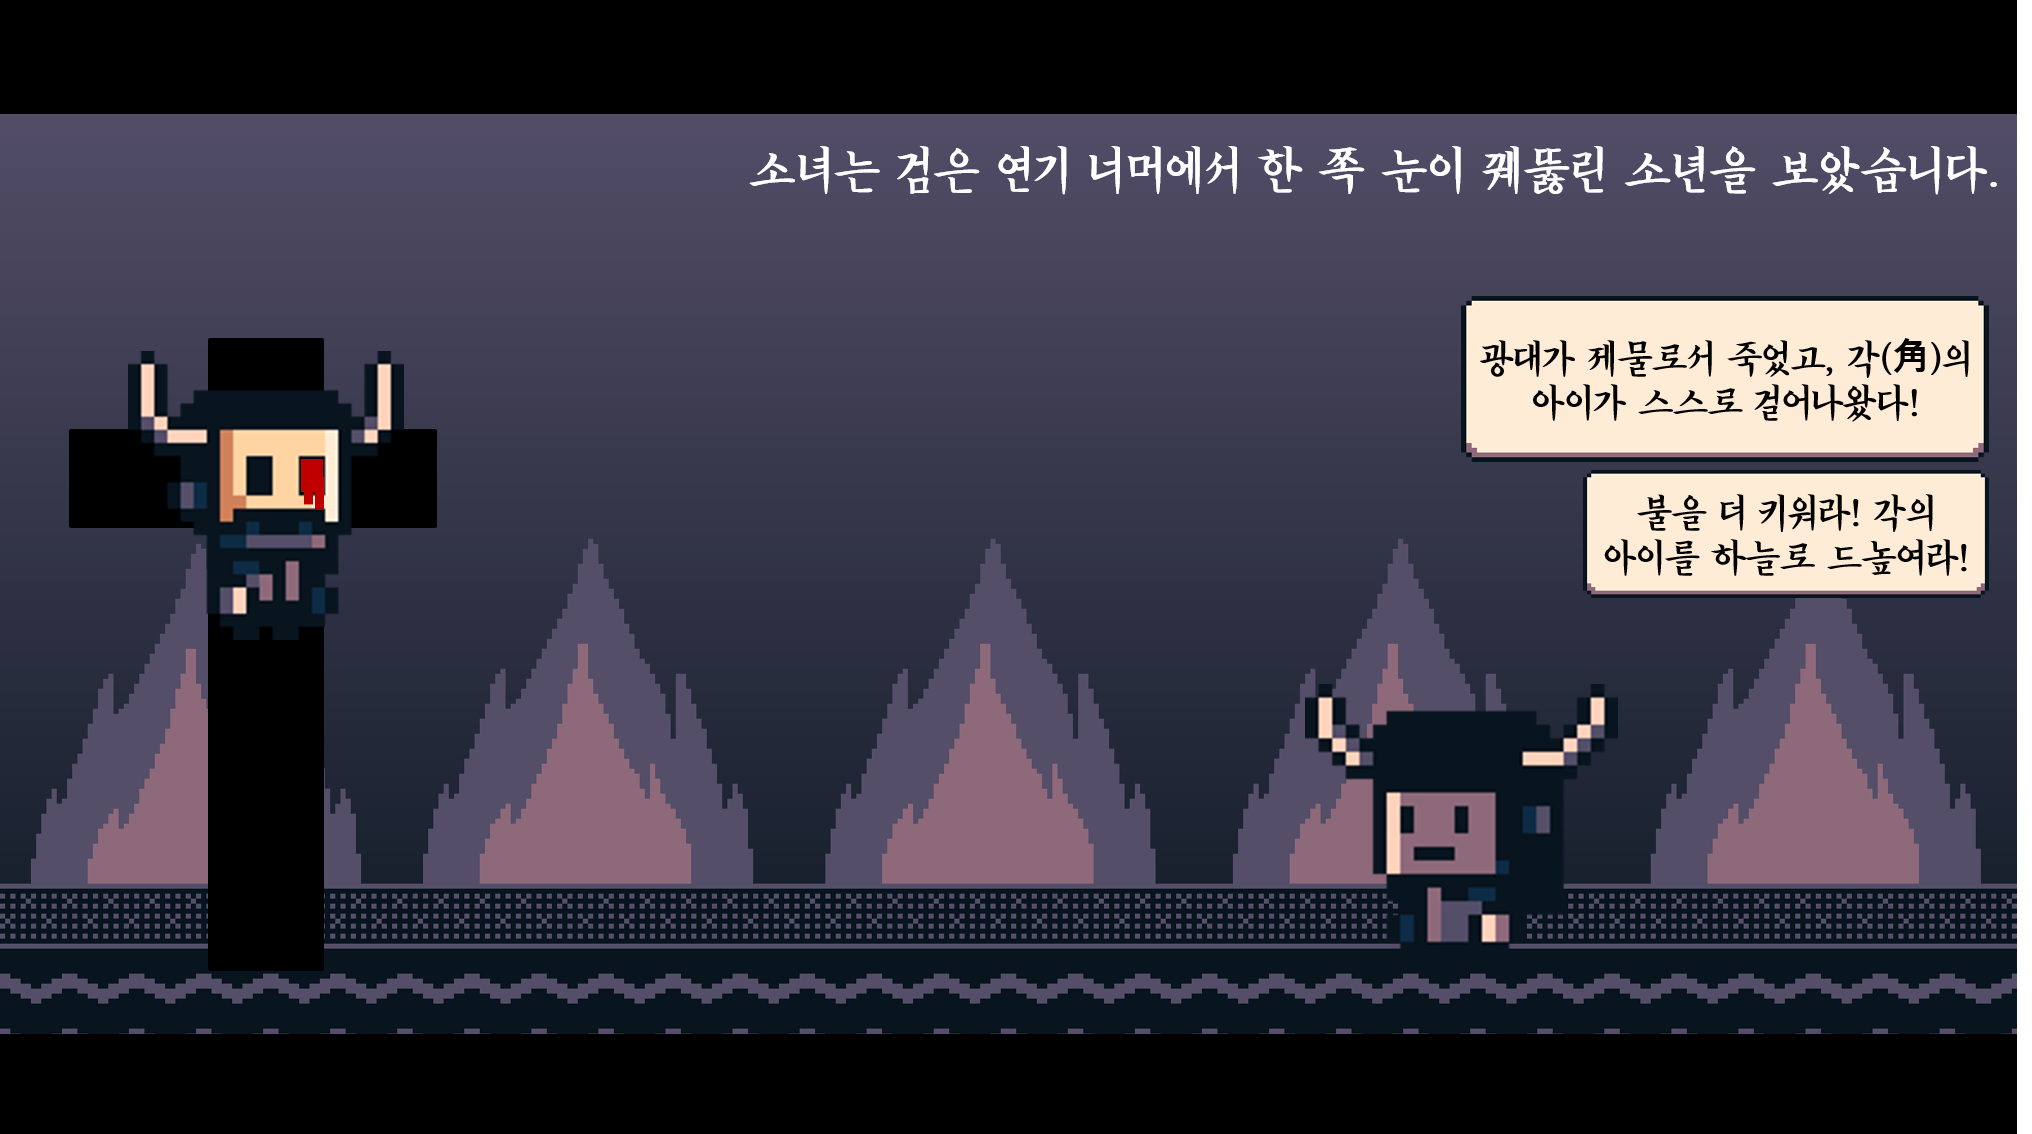 소녀는 검은 연기 너머에서 한 쪽 눈이 꿰뚫린 소년을 보았습니다.
광대가 제물로서 죽었고, 각(角)의
아이가 스스로 걸어나왔다!
불을 더 키워라! 각의
아이를 하늘로 드높여라!